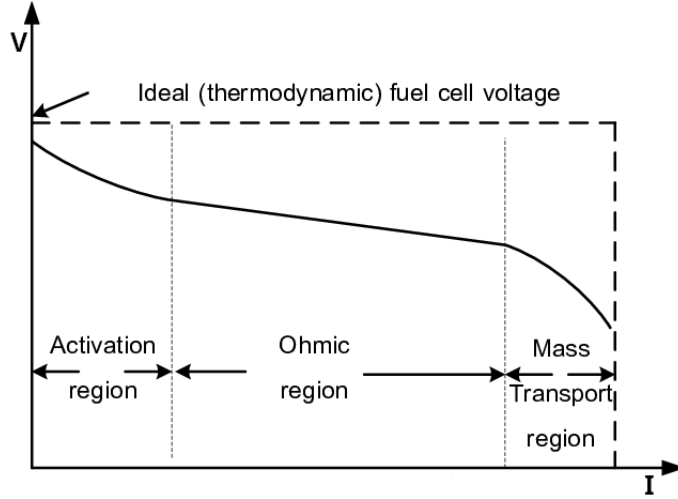 V
Ideal (thermodynamic) fuel cell voltage
Activation
region
Ohmic
region
Mass
Transport
region
I